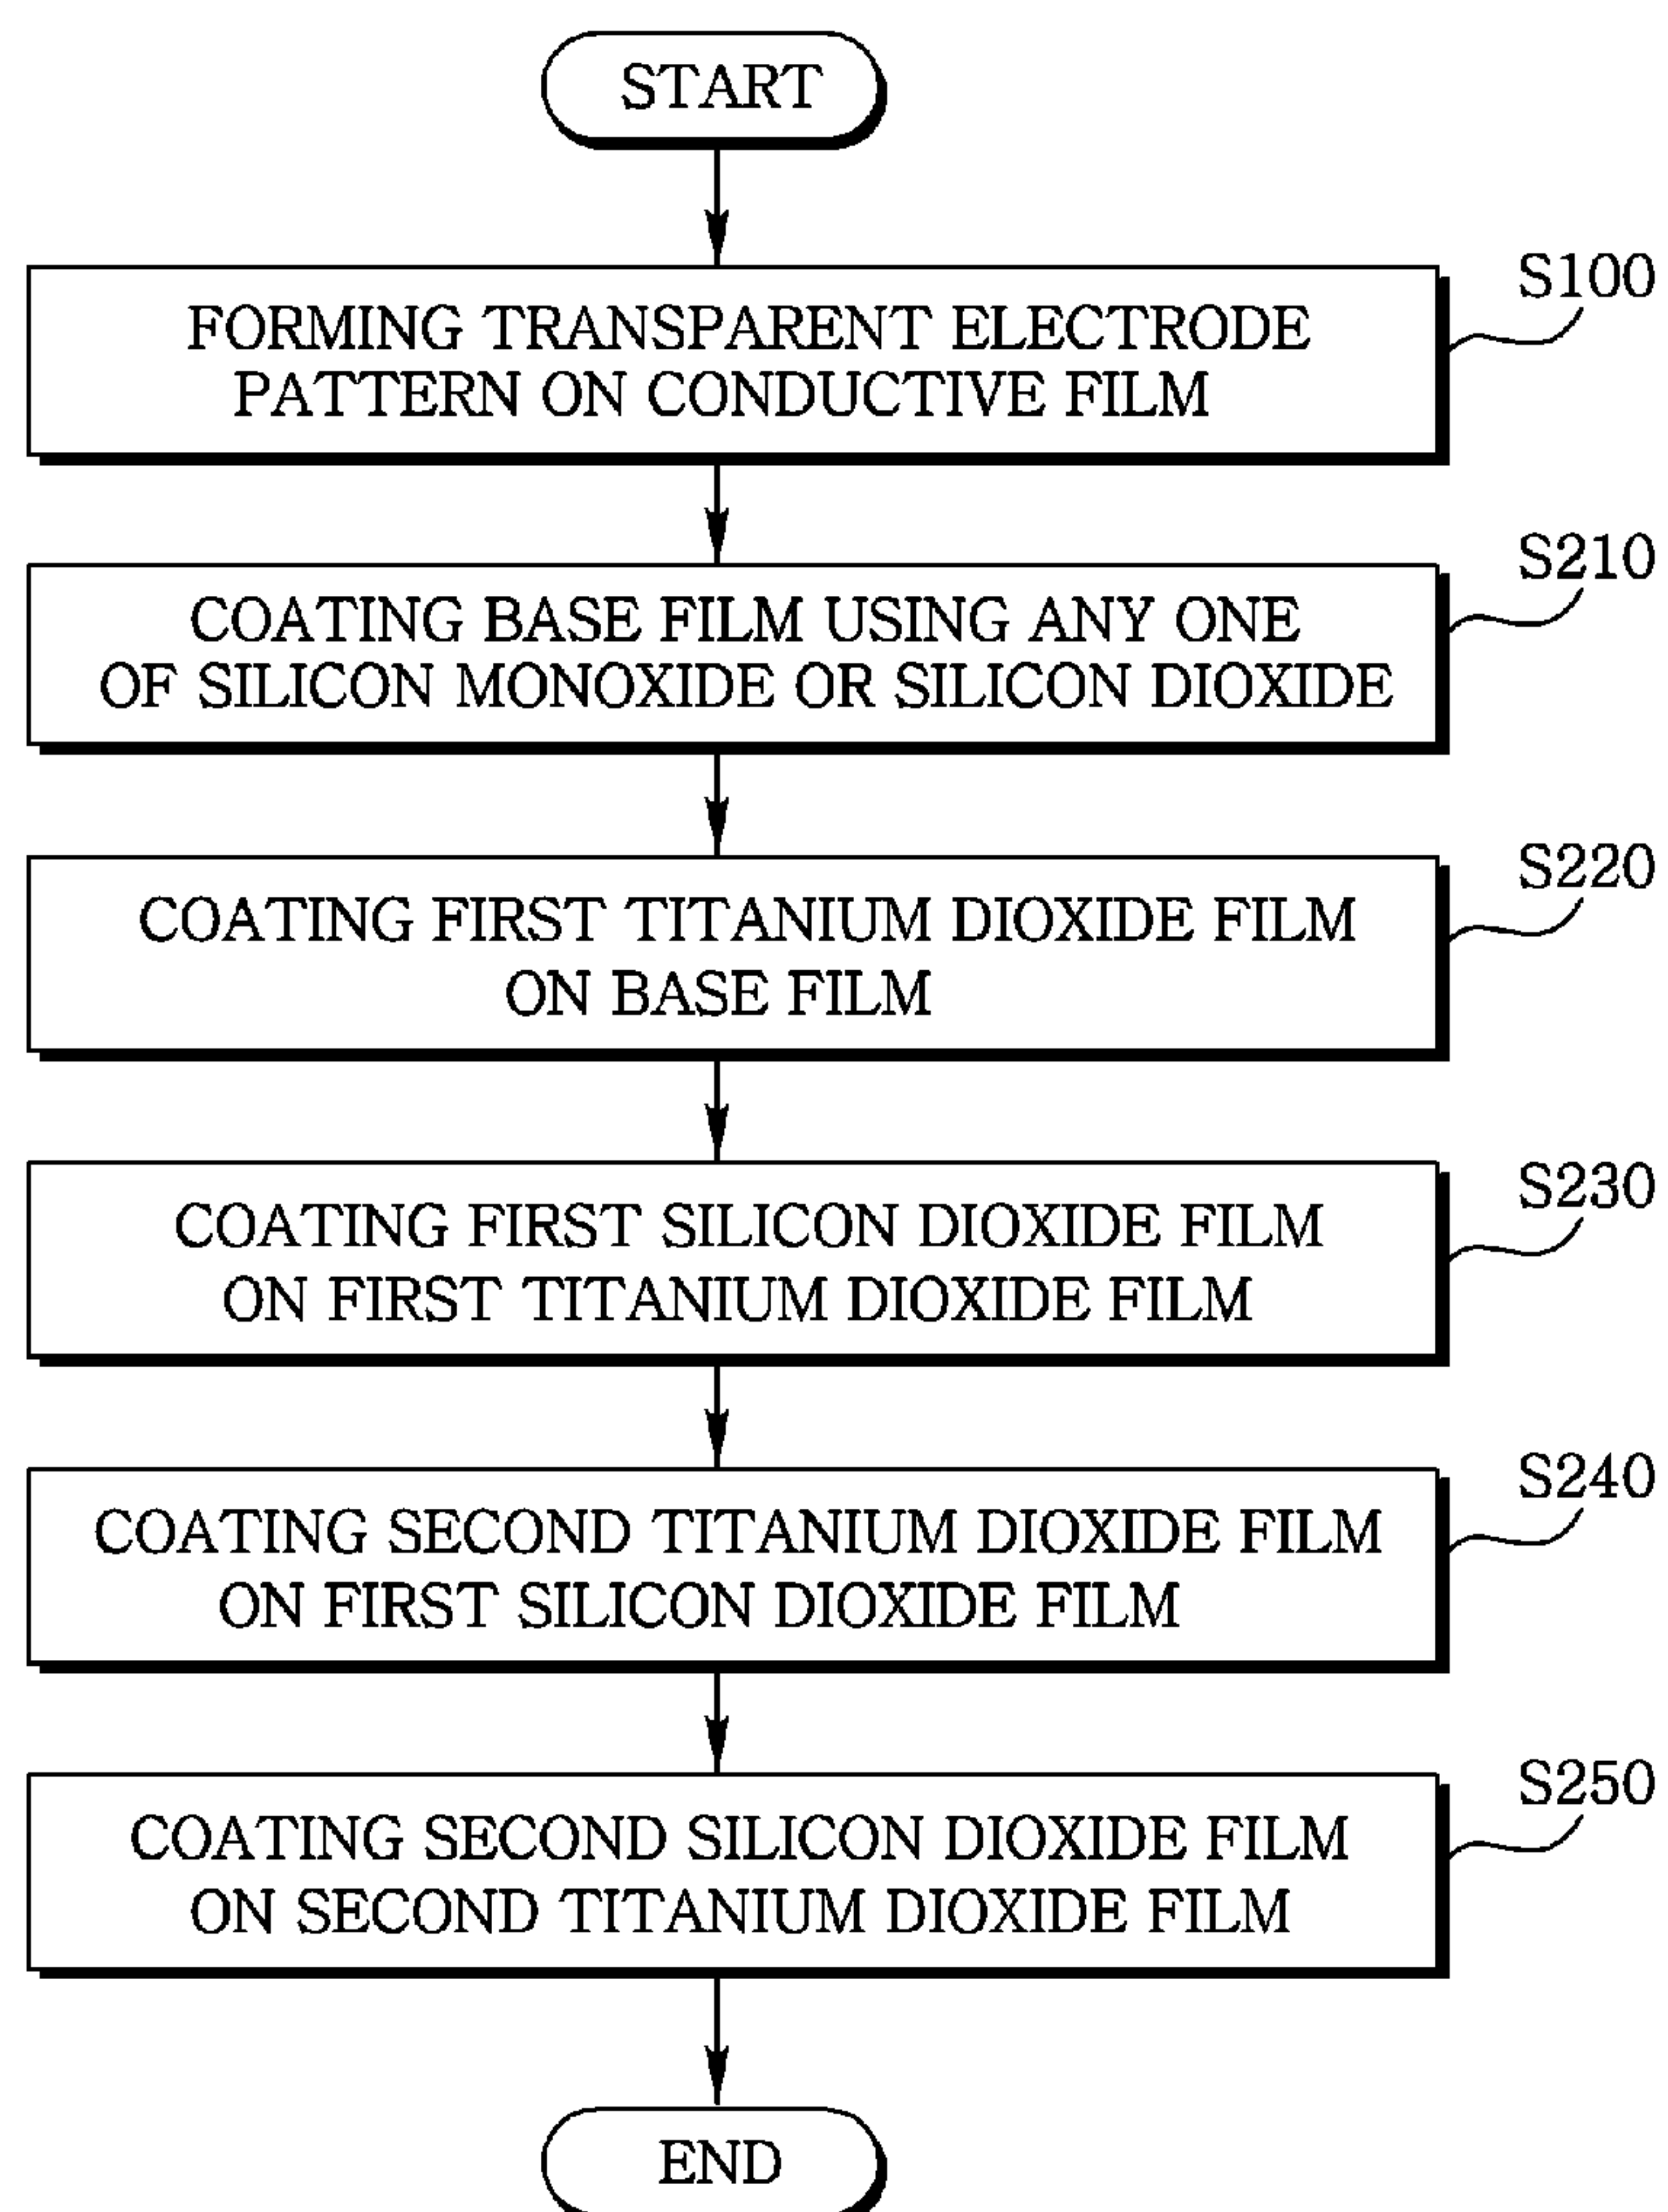 START
S100
FORMING TRANSPARENT ELECTRODE
PATTERN ON CONDUCTIVE FILM
S210
COATING BASE FILM USING ANY ONE
OF SILICON MONOXIDE OR SILICON DIOXIDE
S220
COATING FIRST TITANIUM DIOXIDE FILM
ON BASE FILM
S230
COATING FIRST SILICON DIOXIDE FILM
ON FIRST TITANIUM DIOXIDE FILM
S240
COATING SECOND TITANIUM DIOXIDE FILM
ON FIRST SILICON DIOXIDE FILM
S250
COATING SECOND SILICON DIOXIDE FILM
ON SECOND TITANIUM DIOXIDE FILM
END